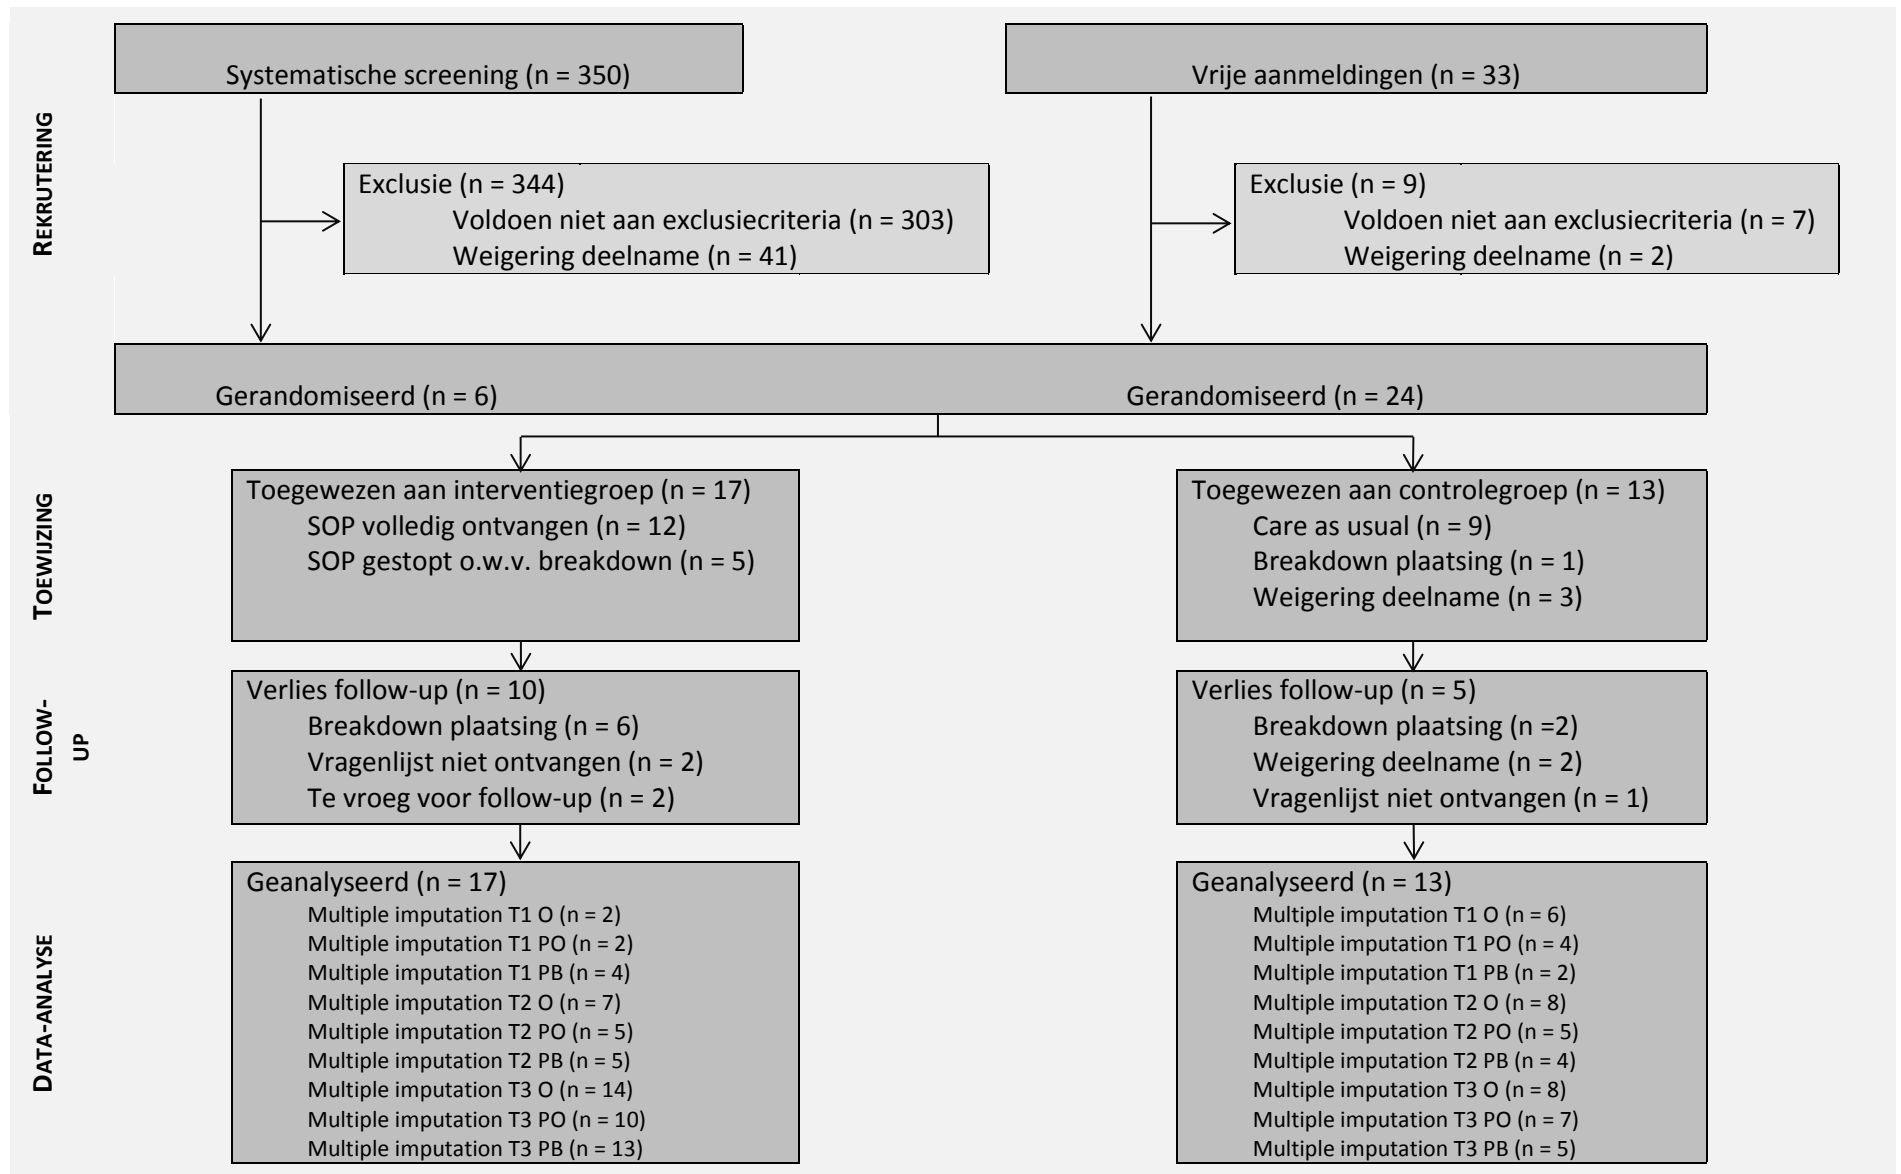 REKRUTERING
Systematische screening (n = 350)
Vrije aanmeldingen (n = 33)
Exclusie (n = 344)
Voldoen niet aan exclusiecriteria (n = 303)
Weigering deelname (n = 41)
Exclusie (n = 9)
Voldoen niet aan exclusiecriteria (n = 7)
Weigering deelname (n = 2)
Gerandomiseerd (n = 6)
Gerandomiseerd (n = 24)
TOEWIJZING
Toegewezen aan interventiegroep (n = 17)
SOP volledig ontvangen (n = 12)
SOP gestopt o.w.v. breakdown (n = 5)
Toegewezen aan controlegroep (n = 13)
Care as usual (n = 9)
Breakdown plaatsing (n = 1)
Weigering deelname (n = 3)
FOLLOW-
UP
Verlies follow-up (n = 10)
Breakdown plaatsing (n = 6)
Vragenlijst niet ontvangen (n = 2)
Te vroeg voor follow-up (n = 2)
Verlies follow-up (n = 5)
Breakdown plaatsing (n =2)
Weigering deelname (n = 2)
Vragenlijst niet ontvangen (n = 1)
DATA-ANALYSE
Geanalyseerd (n = 17)
Multiple imputation T1 O (n = 2)
Multiple imputation T1 PO (n = 2)
Multiple imputation T1 PB (n = 4)
Multiple imputation T2 O (n = 7)
Multiple imputation T2 PO (n = 5)
Multiple imputation T2 PB (n = 5)
Multiple imputation T3 O (n = 14)
Multiple imputation T3 PO (n = 10)
Multiple imputation T3 PB (n = 13)
Geanalyseerd (n = 13)
Multiple imputation T1 O (n = 6)
Multiple imputation T1 PO (n = 4)
Multiple imputation T1 PB (n = 2)
Multiple imputation T2 O (n = 8)
Multiple imputation T2 PO (n = 5)
Multiple imputation T2 PB (n = 4)
Multiple imputation T3 O (n = 8)
Multiple imputation T3 PO (n = 7)
Multiple imputation T3 PB (n = 5)